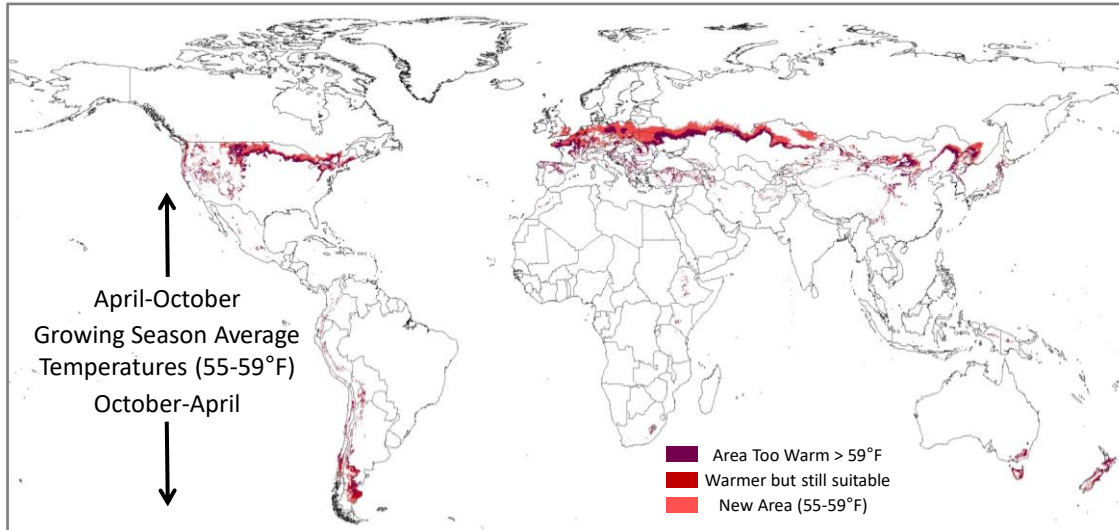 April-October
Growing Season Average
Temperatures (55-59°F)
October-April
Area Too Warm > 59°F
Warmer but still suitable
New Area (55-59°F)